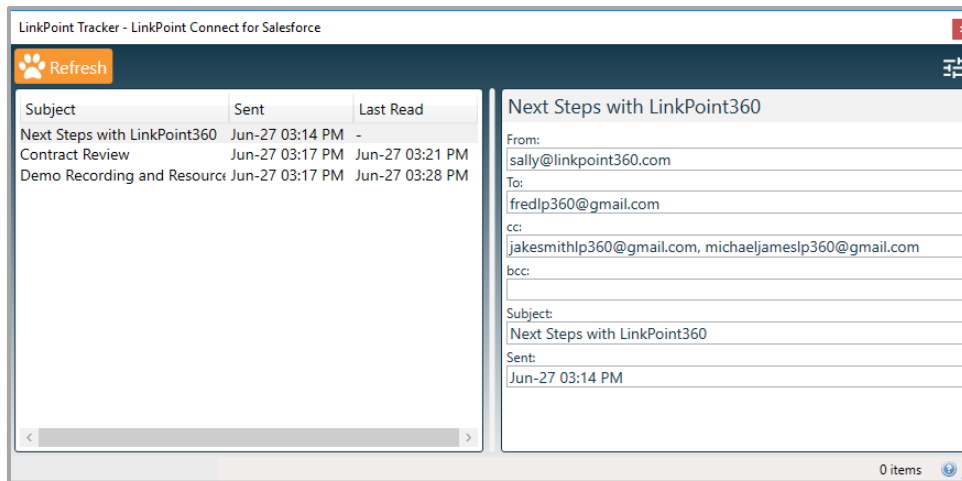 LinkPoint Tracker - LinkPoint Connect for Salesforce
Refresh
Subject Sent Last Read
Next Steps with LinkPoint360 Jun-27 03:14 PM -
Contract Review Jun-27 03:17 PM Jun-27 03:21 PM
Demo Recording and Resource Jun-27 03:17 PM Jun-27 03:28 PM
Next Steps with LinkPoint360
From:
sally@linkpoint360.com
To:
fredlp360@gmail.com
cc:
jakesmithlp360@gmail.com, michaeljameslp360@gmail.com
bcc:
Subject:
Next Steps with LinkPoint360
Sent:
Jun-27 03:14 PM
0 items